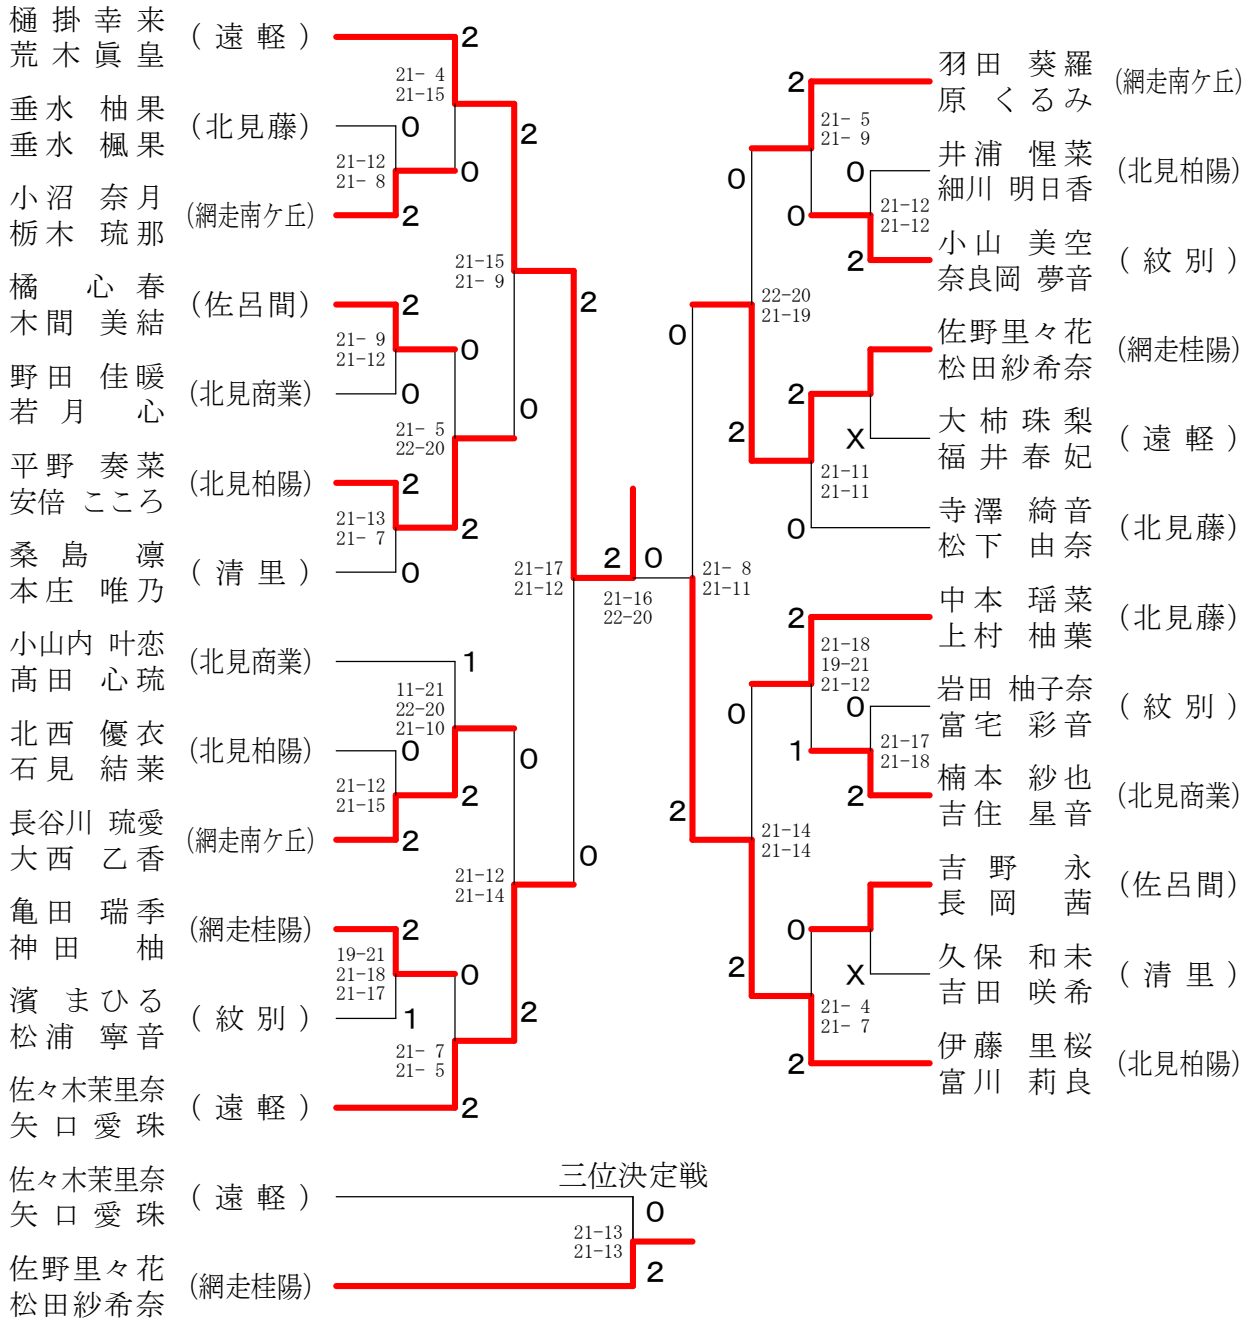 樋掛幸来
荒木眞皇
(遠軽)
2
21- 4
21-15
垂水 柚果
垂水 楓果
(北見藤)
0
21-12
21- 8
0
2
小沼 奈月
栃木 琉那
(網走南ケ丘)
2
21-15
21- 9
2
橘 心春
木間 美結
(佐呂間)
2
21- 9
21-12
0
野田 佳暖
若月 心
(北見商業)
0
21- 5
22-20
0
平野 奏菜
安倍 こころ
(北見柏陽)
2
21-13
21- 7
2
桑島 凛
本庄 唯乃
(清里)
0
21-17
21-12
2
0
21-16
22-20
小山内 叶恋
髙田 心琉
(北見商業)
1
11-21
22-20
21-10
北西 優衣
石見 結菜
(北見柏陽)
0
21-12
21-15
2
0
長谷川 琉愛
大西 乙香
(網走南ケ丘)
2
21-12
21-14
0
亀田 瑞季
神田 柚
(網走桂陽)
2
19-21
21-18
21-17
0
濱 まひる
松浦 寧音
(紋別)
1
21- 7
21- 5
2
佐々木茉里奈
矢口愛珠
(遠軽)
2
羽田 葵羅
原 くるみ
(網走南ケ丘)
2
21- 5
21- 9
井浦 惺菜
細川 明日香
(北見柏陽)
0
21-12
21-12
0
0
小山 美空
奈良岡 夢音
(紋別)
2
22-20
21-19
0
佐野里々花
松田紗希奈
(網走桂陽)
2
大柿珠梨
福井春妃
(遠軽)
X
21-11
21-11
2
寺澤 綺音
松下 由奈
(北見藤)
0
21- 8
21-11
中本 瑶菜
上村 柚葉
(北見藤)
2
21-18
19-21
21-12
岩田 柚子奈
富宅 彩音
(紋別)
0
21-17
21-18
0
1
楠本 紗也
吉住 星音
(北見商業)
2
21-14
21-14
2
吉野 永
長岡 茜
(佐呂間)
0
久保 和未
吉田 咲希
(清里)
X
21- 4
21- 7
2
伊藤 里桜
富川 莉良
(北見柏陽)
2
三位決定戦
佐々木茉里奈
矢口愛珠
(遠軽)
0
21-13
21-13
佐野里々花
松田紗希奈
(網走桂陽)
2